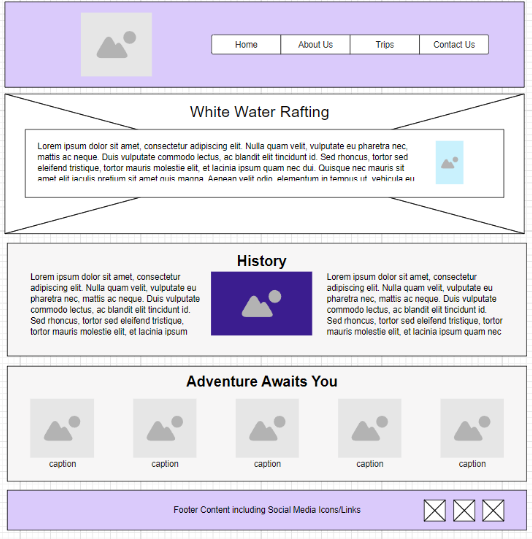 Home About Us Trips Contact Us
White Water Rafting
Lorem ipsum dolor sit amet, consectetur adipiscing elit. Nulla quam velit, vulputate eu pharetra nec,
mattis ac neque. Duis vulputate commodo lectus, ac blandit elit tincidunt id. Sed rhoncus, tortor sed
eleifend tristique, tortor mauris molestie elit, et lacinia ipsum quam nec dui. Quisque nec mauris sit
amet elit iaculis pretium sit amet quis magna. Aenean velit odio, elementum in tempus ut, vehicula eu
History
Lorem ipsum dolor sit amet, consectetur
adipiscing elit. Nulla quam velit, vulputate eu
pharetra nec, mattis ac neque. Duis vulputate
commodo lectus, ac blandit elit tincidunt id.
Sed rhoncus, tortor sed eleifend tristique,
tortor mauris molestie elit, et lacinia ipsum
Lorem ipsum dolor sit amet, consectetur
adipiscing elit. Nulla quam velit, vulputate eu
pharetra nec, mattis ac neque. Duis vulputate
commodo lectus, ac blandit elit tincidunt id.
Sed rhoncus, tortor sed eleifend tristique, tortor
mauris molestie elit, et lacinia ipsum quam nec
Adventure Awaits You
caption caption caption caption caption
Footer Content including Social Media Icons/Links